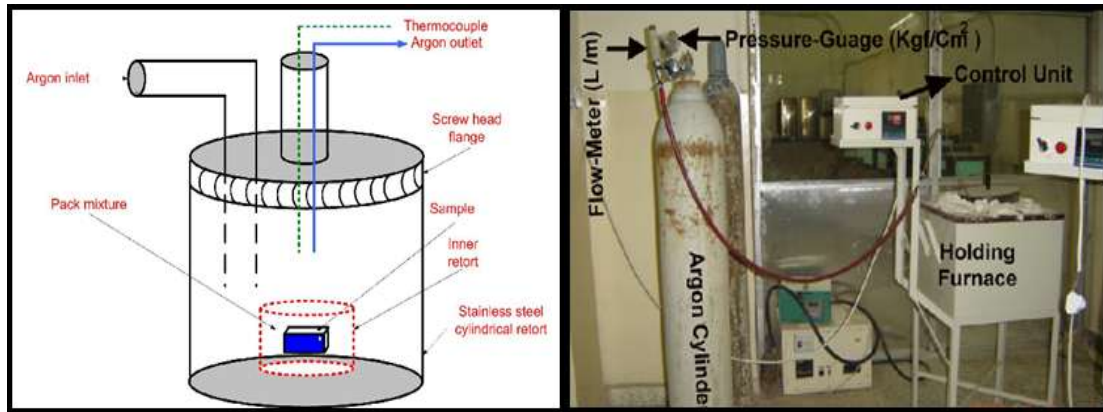 Thermocouple
Argon outlet
Argon inlet
Screw head
flange
Pack mixture
Sample
Inner
retort
Stainless steel
cylindrical retort
Flow-Meter (L /m)
Pressure-Guage (Kgf/Cm²)
Control Unit
Argon Cylinder
Holding
Furnace